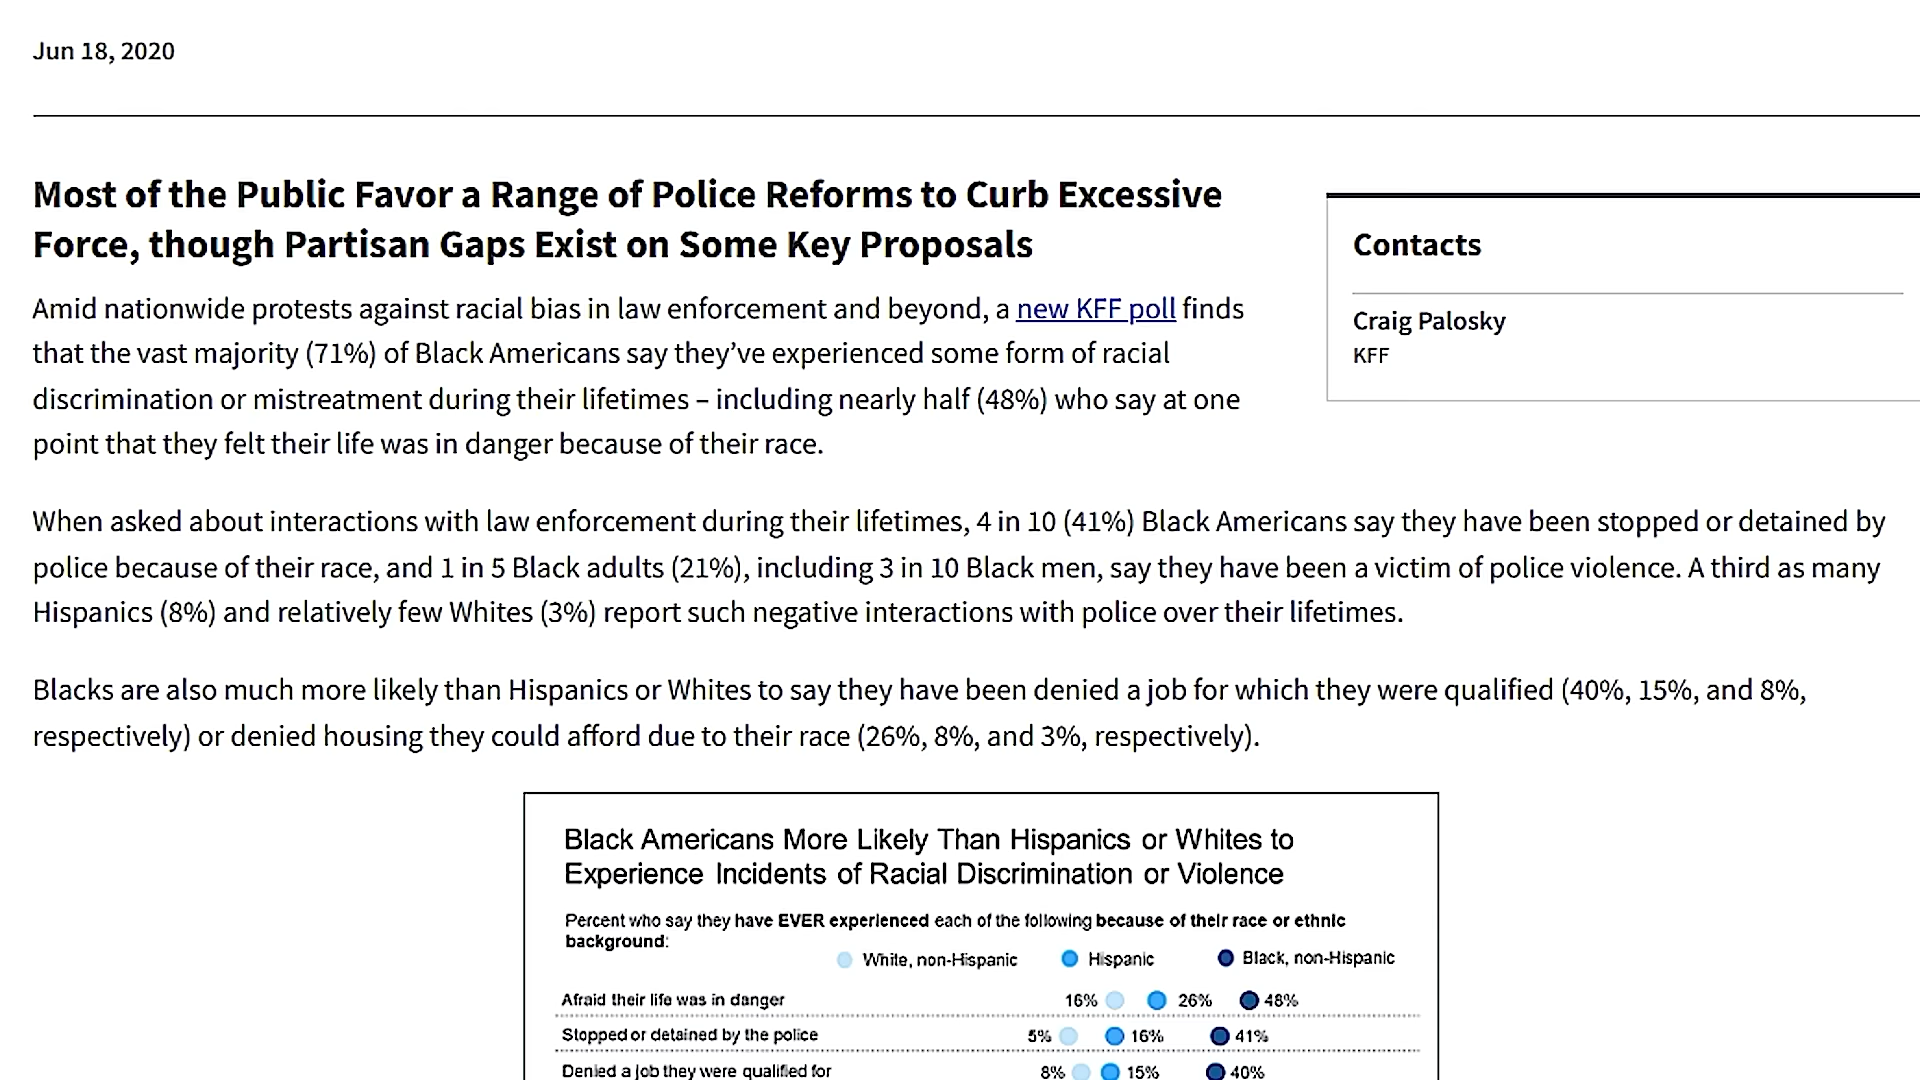 Jun 18, 2020
Most of the Public Favor a Range of Police Reforms to Curb Excessive
Force, though Partisan Gaps Exist on Some Key Proposals
Amid nationwide protests against racial bias in law enforcement and beyond, a new KFF poll finds
that the vast majority (71%) of Black Americans say they’ve experienced some form of racial
discrimination or mistreatment during their lifetimes – including nearly half (48%) who say at one
point that they felt their life was in danger because of their race.
Contacts
Craig Palosky
KFF
When asked about interactions with law enforcement during their lifetimes, 4 in 10 (41%) Black Americans say they have been stopped or detained by
police because of their race, and 1 in 5 Black adults (21%), including 3 in 10 Black men, say they have been a victim of police violence. A third as many
Hispanics (8%) and relatively few Whites (3%) report such negative interactions with police over their lifetimes.
Blacks are also much more likely than Hispanics or Whites to say they have been denied a job for which they were qualified (40%, 15%, and 8%,
respectively) or denied housing they could afford due to their race (26%, 8%, and 3%, respectively).
Black Americans More Likely Than Hispanics or Whites to
Experience Incidents of Racial Discrimination or Violence
Percent who say they have EVER experienced each of the following because of their race or ethnic
background:
White, non-Hispanic Hispanic Black, non-Hispanic
Afraid their life was in danger 16% 26% 48%
Stopped or detained by the police 5% 16% 41%
Denied a job they were qualified for 8% 15% 40%